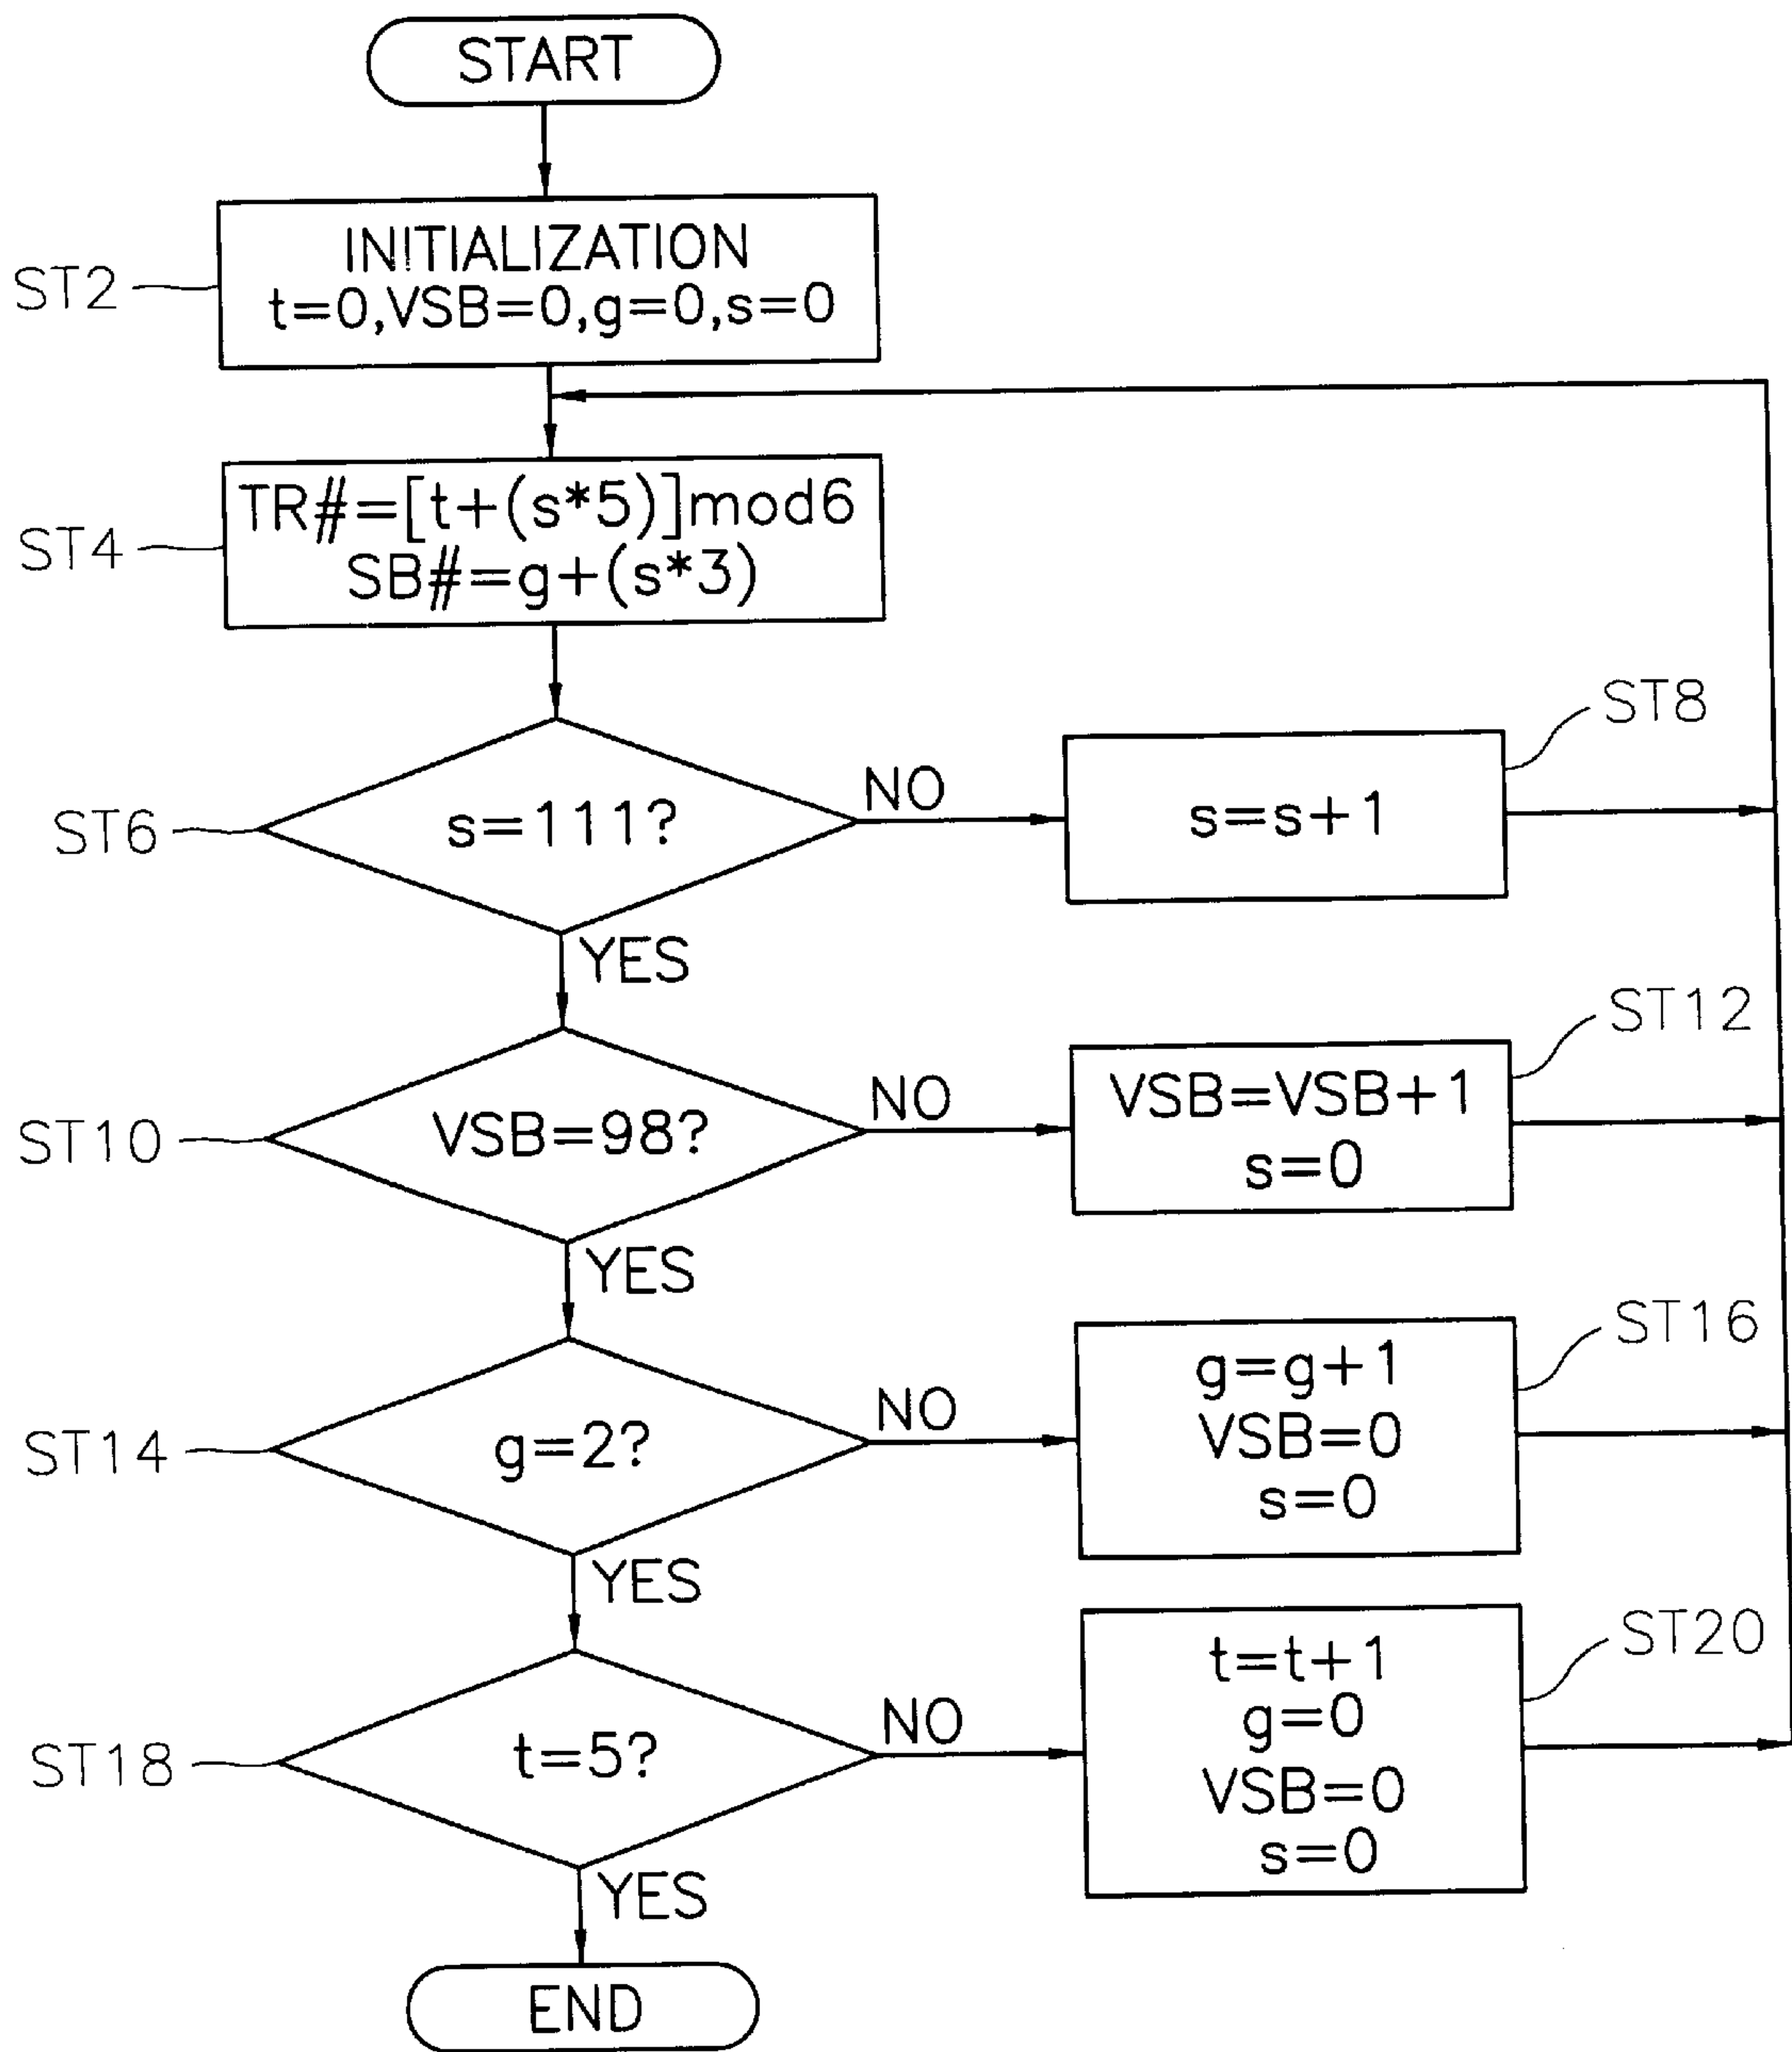 START
INITIALIZATION
t=0,VSB=0,g=0,s=0
ST2
TR#=[t+(s*5)]mod6
SB#=g+(s*3)
ST4
s=111?
ST6
NO
s=s+1
ST8
YES
VSB=98?
ST10
NO
VSB=VSB+1
s=0
ST12
YES
g=2?
ST14
NO
g=g+1
VSB=0
s=0
ST16
YES
t=5?
ST18
NO
t=t+1
g=0
VSB=0
s=0
ST20
YES
END